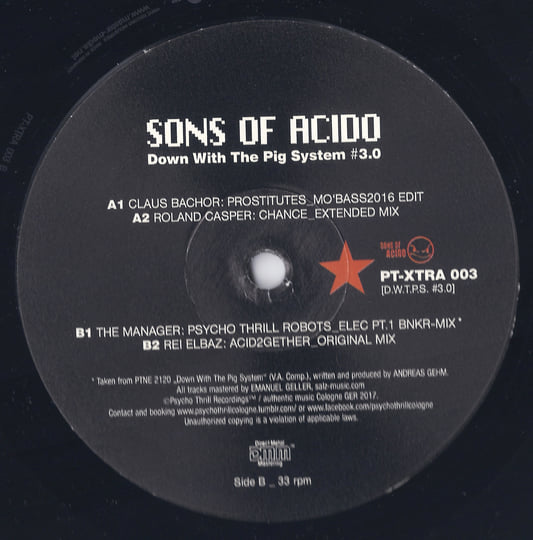 SONS OF ACIDO
Down With The Pig System #3.0
A1 CLAUS BACHOR: PROSTITUTES_MO'BASS2016 EDIT
A2 ROLAND CASPER: CHANCE_EXTENDED MIX
SONS OF
ACIDO
PT-XTRA 003
[D.W.T.P.S. #3.0]
B1 THE MANAGER: PSYCHO THRILL ROBOTS_ELEC PT.1 BNKR-MIX*
B2 REI ELBAZ: ACID2GETHER_ORIGINAL MIX
* Taken from PTNE 2120 „Down With The Pig System" (V.A. Comp.), written and produced by ANDREAS GEHM.
All tracks mastered by EMANUEL GELLER, salz-music.com
©Psycho Thrill Recordings™ / authentic music Cologne GER 2017.
Contact and booking www.psychothrillcologne.tumblr.com/ or www.facebook.com/psychothrillcologne
Unauthorized copying is a violation of applicable laws.
Direct Metal
dmm™
Mastering
Side B _ 33 rpm